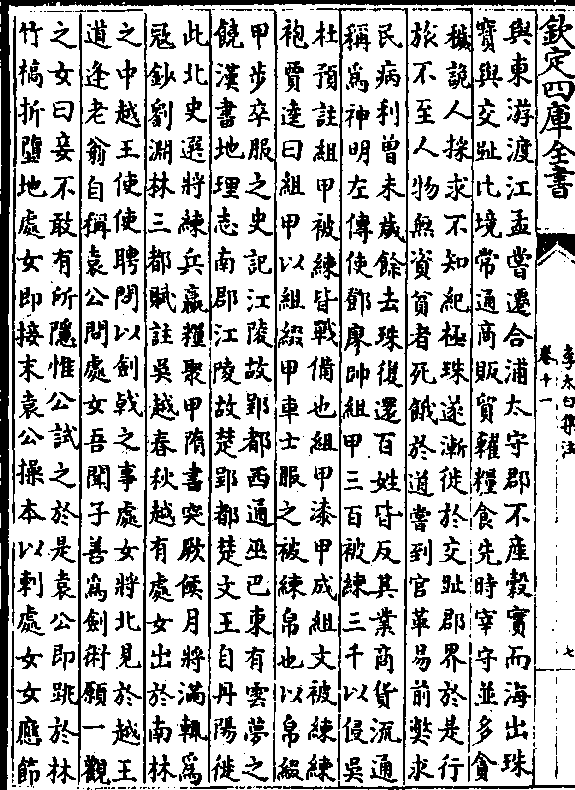 欽定四庫全書
李太白集注
卷十一
七
與東游渡江孟嘗遷合浦太守郡不產穀實而海出珠
寶與交趾比境常通商販貿糴糧食先時宰守並多貪
穢詭人採求不知紀極珠遂漸徙於交趾郡界於是行
旅不至人物無資貧者死餓於道嘗到官革易前獘求
民病利曾未歲餘去珠復還百姓皆反其業商貨流通
稱爲神明左傳使鄧廖帥組甲三百被練三千以侵吳
杜預註組甲被練皆戰備也組甲漆甲成組文被練練
袍賈逵曰組甲以組綴甲車士服之被練帛也以帛綴
甲步卒服之史記江陵故郢都西通巫巴東有雲夢之
饒漢書地理志南郡江陵故楚郢都楚文王自丹陽徙
此北史選將練兵贏糧聚甲隋書突厥候月將滿輒爲
冦鈔劉淵林三都賦註吳越春秋越有處女出於南林
之中越王使使聘問以劍戟之事處女將北見於越王
道逢老翁自稱袁公問處女吾聞子善爲劍術願一觀
之女曰妾不敢有所隱惟公試之於是袁公即跳於林
竹槁折墮地處女即接末袁公操本以刺處女女應節